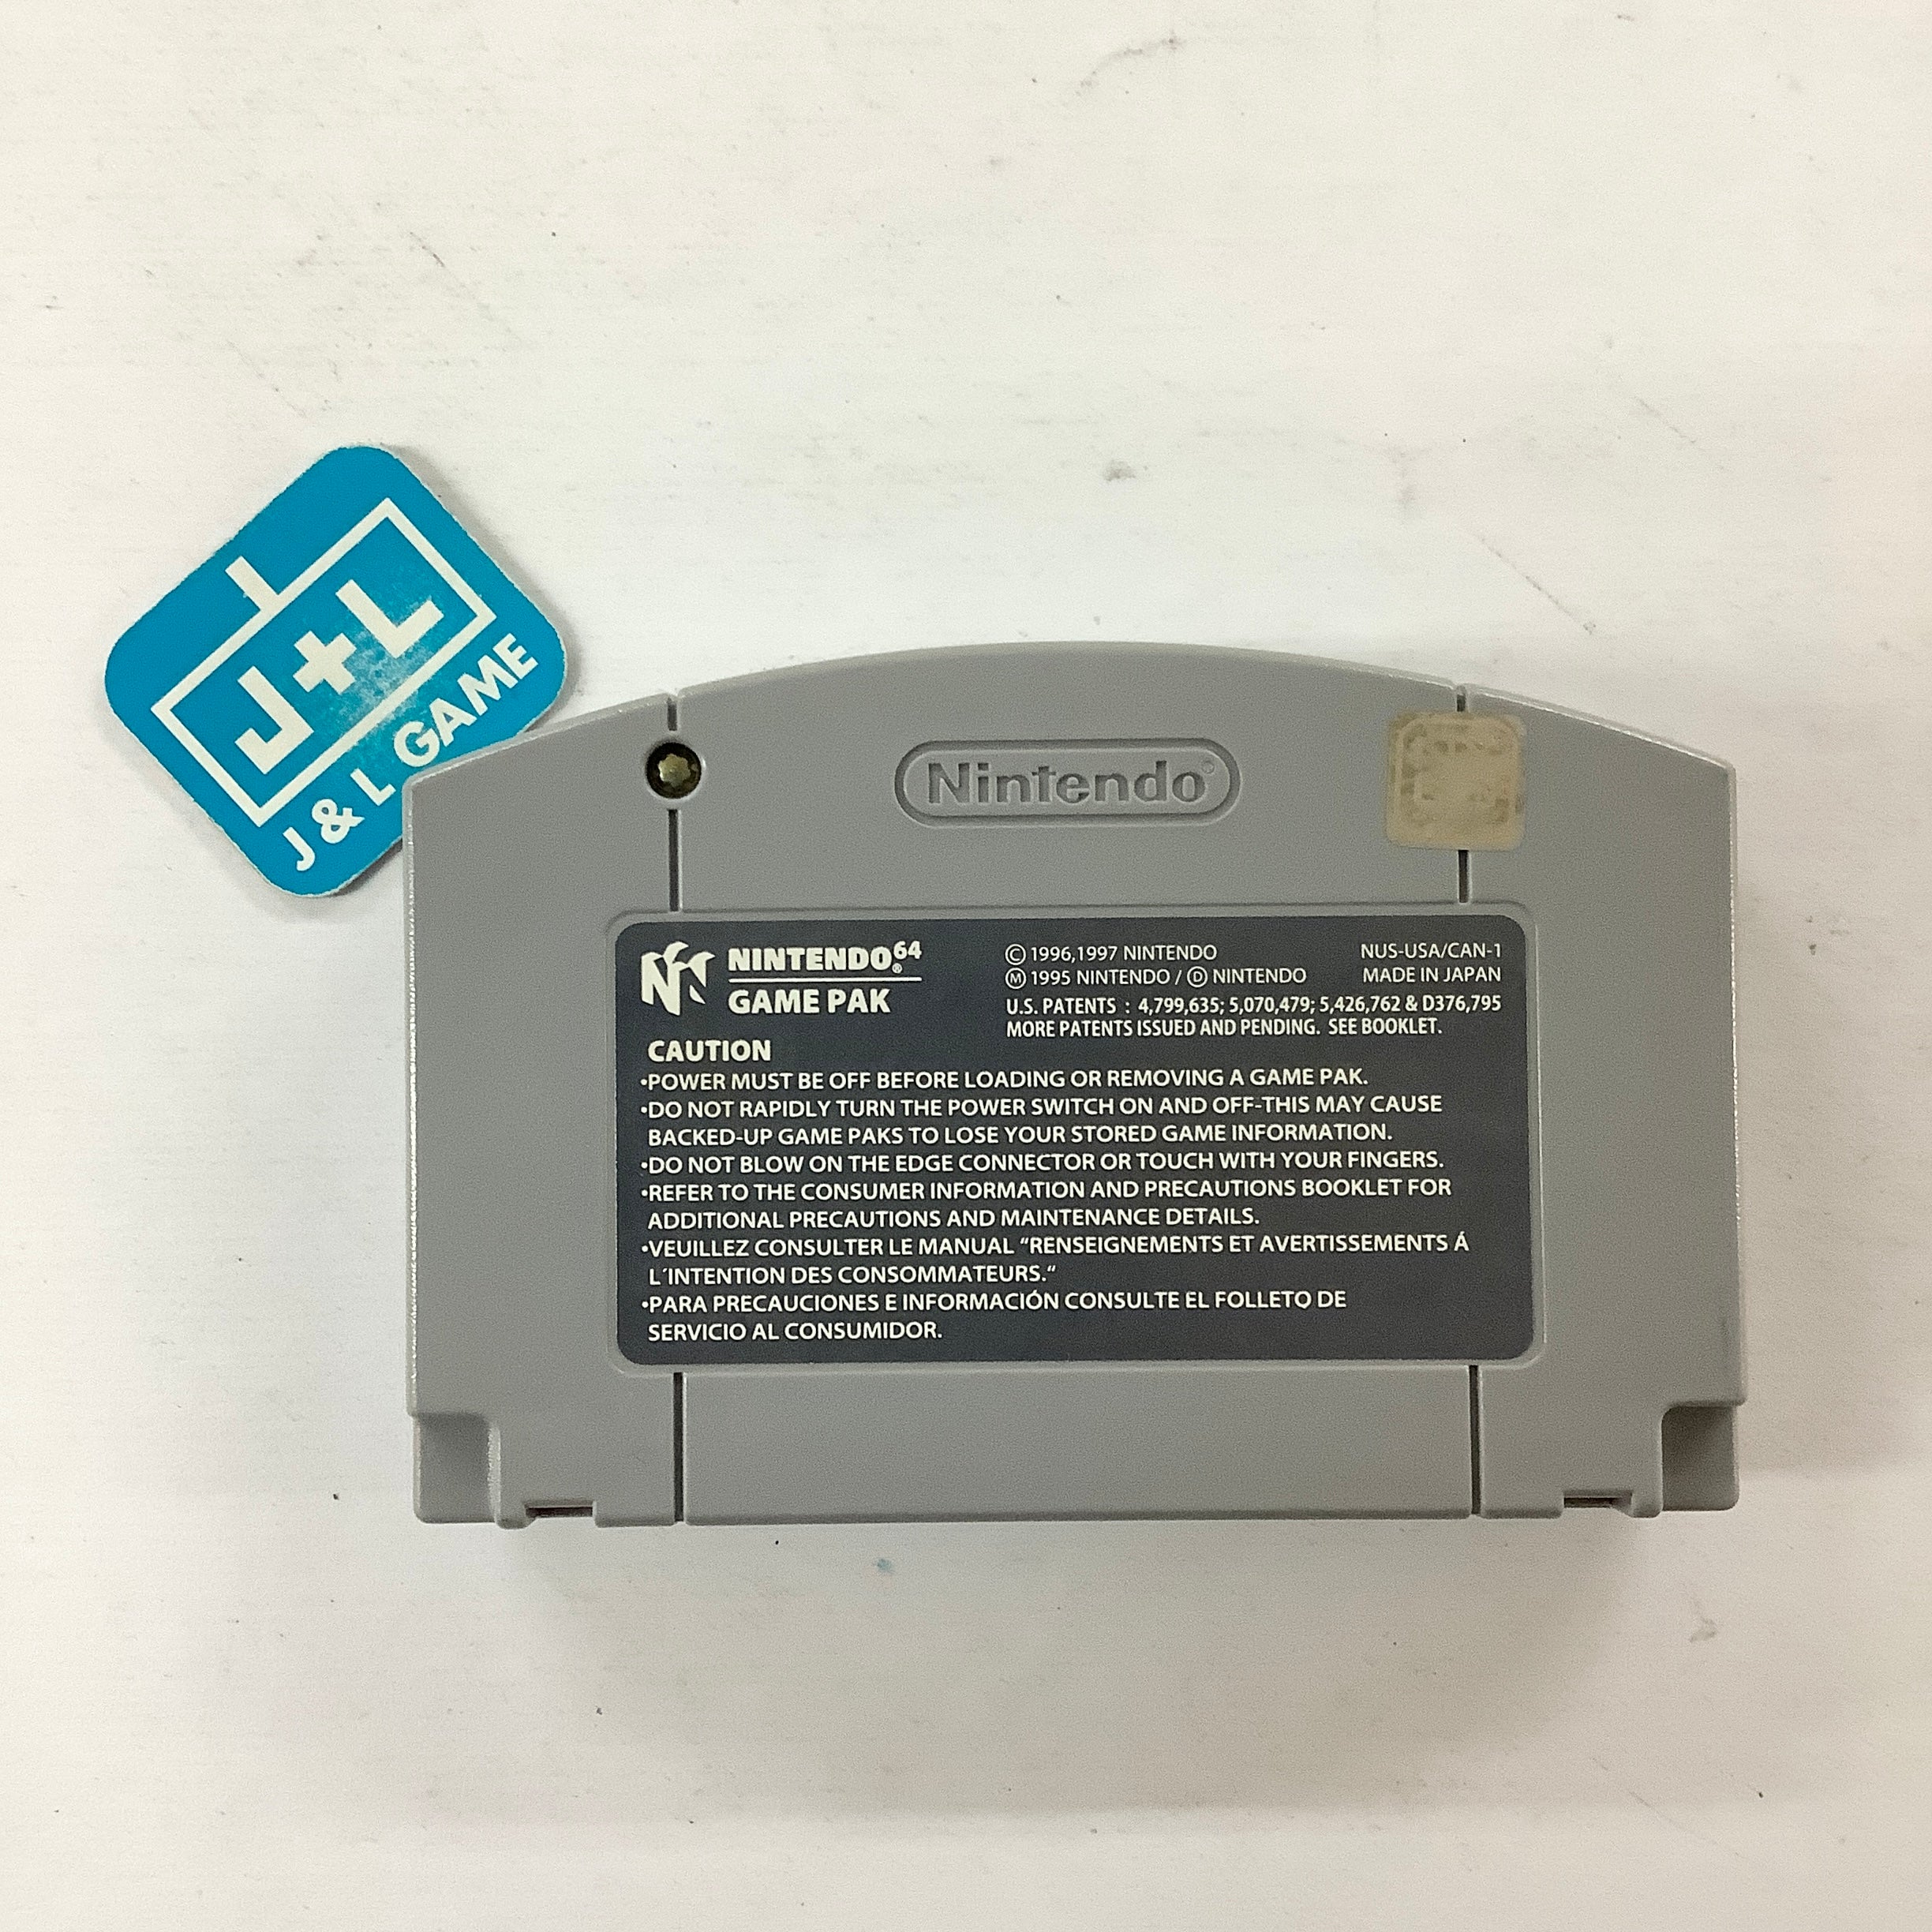 J+L
J & L GAME
Nintendo®
NINTENDO64®
GAME PAK
© 1996,1997 NINTENDO
Ⓜ 1995 NINTENDO / Ⓓ NINTENDO
NUS-USA/CAN-1
MADE IN JAPAN
U.S. PATENTS : 4,799,635; 5,070,479; 5,426,762 & D376,795
MORE PATENTS ISSUED AND PENDING. SEE BOOKLET.
CAUTION
•POWER MUST BE OFF BEFORE LOADING OR REMOVING A GAME PAK.
•DO NOT RAPIDLY TURN THE POWER SWITCH ON AND OFF-THIS MAY CAUSE
BACKED-UP GAME PAKS TO LOSE YOUR STORED GAME INFORMATION.
•DO NOT BLOW ON THE EDGE CONNECTOR OR TOUCH WITH YOUR FINGERS.
•REFER TO THE CONSUMER INFORMATION AND PRECAUTIONS BOOKLET FOR
ADDITIONAL PRECAUTIONS AND MAINTENANCE DETAILS.
•VEUILLEZ CONSULTER LE MANUAL “RENSEIGNEMENTS ET AVERTISSEMENTS Á
L´INTENTION DES CONSOMMATEURS.“
•PARA PRECAUCIONES E INFORMACIÓN CONSULTE EL FOLLETO DE
SERVICIO AL CONSUMIDOR.